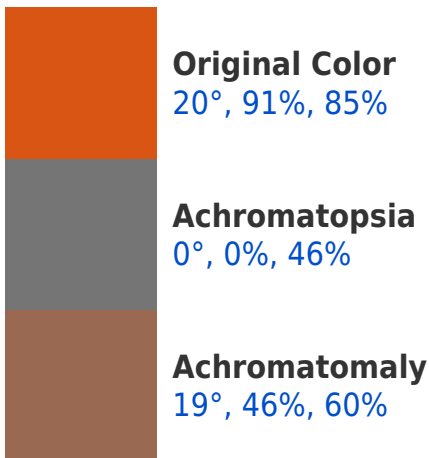 Original Color
20°, 91%, 85%
Achromatopsia
0°, 0%, 46%
Achromatomaly
19°, 46%, 60%